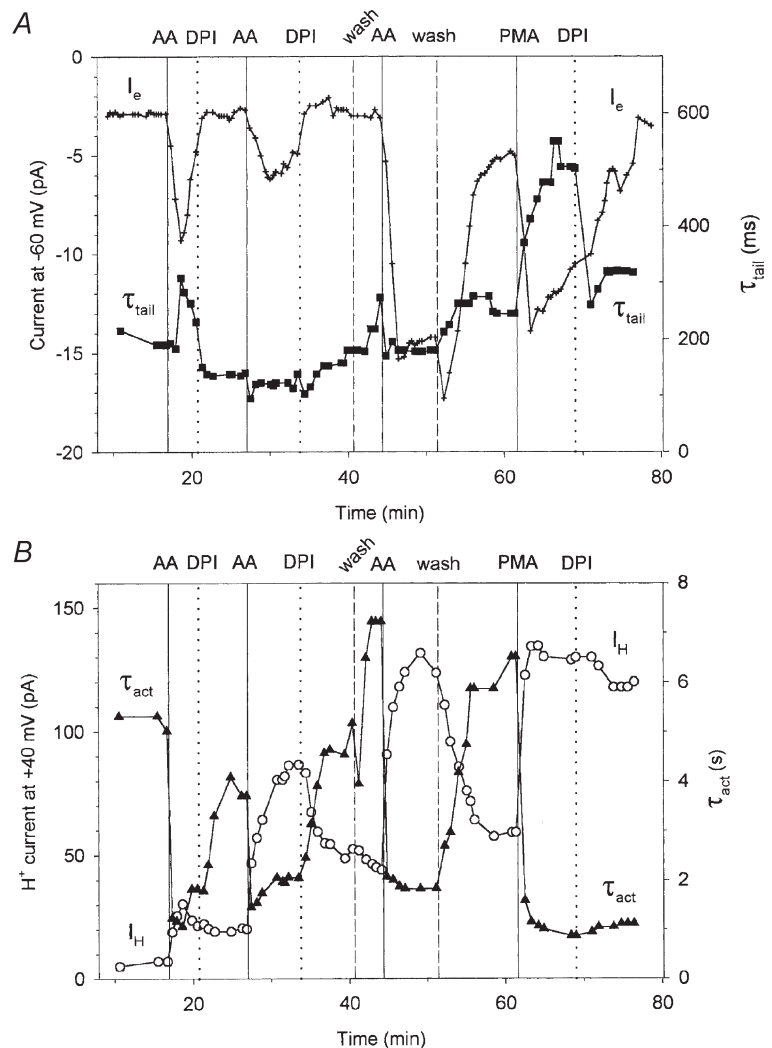 A
AA DPI AA DPI wash AA wash PMA DPI
0
-5
-10
-15
-20
Current at -60 mV (pA)
Ie
Ie
τtail
τtail
600
400
200
0
τtail (ms)
20 40 60 80
Time (min)
B
AA DPI AA DPI wash AA wash PMA DPI
150
100
50
0
H+ current at +40 mV (pA)
τact
IH
IH
τact
8
6
4
2
0
τact (s)
20 40 60 80
Time (min)